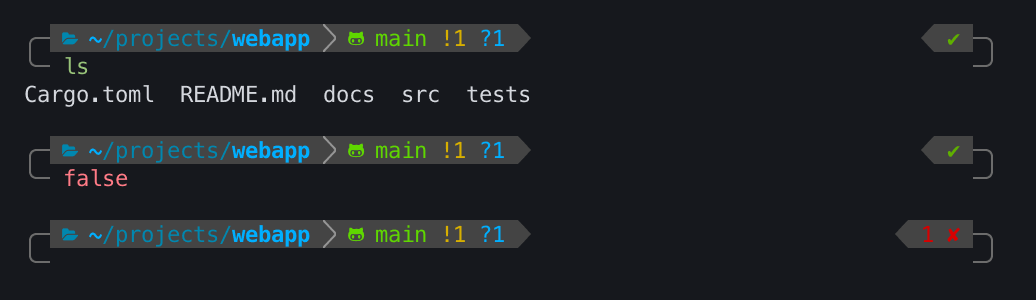 ~/projects/webapp main !1 ?1 ✔
ls
Cargo.toml README.md docs src tests
~/projects/webapp main !1 ?1 ✔
false
~/projects/webapp main !1 ?1 1 ✘